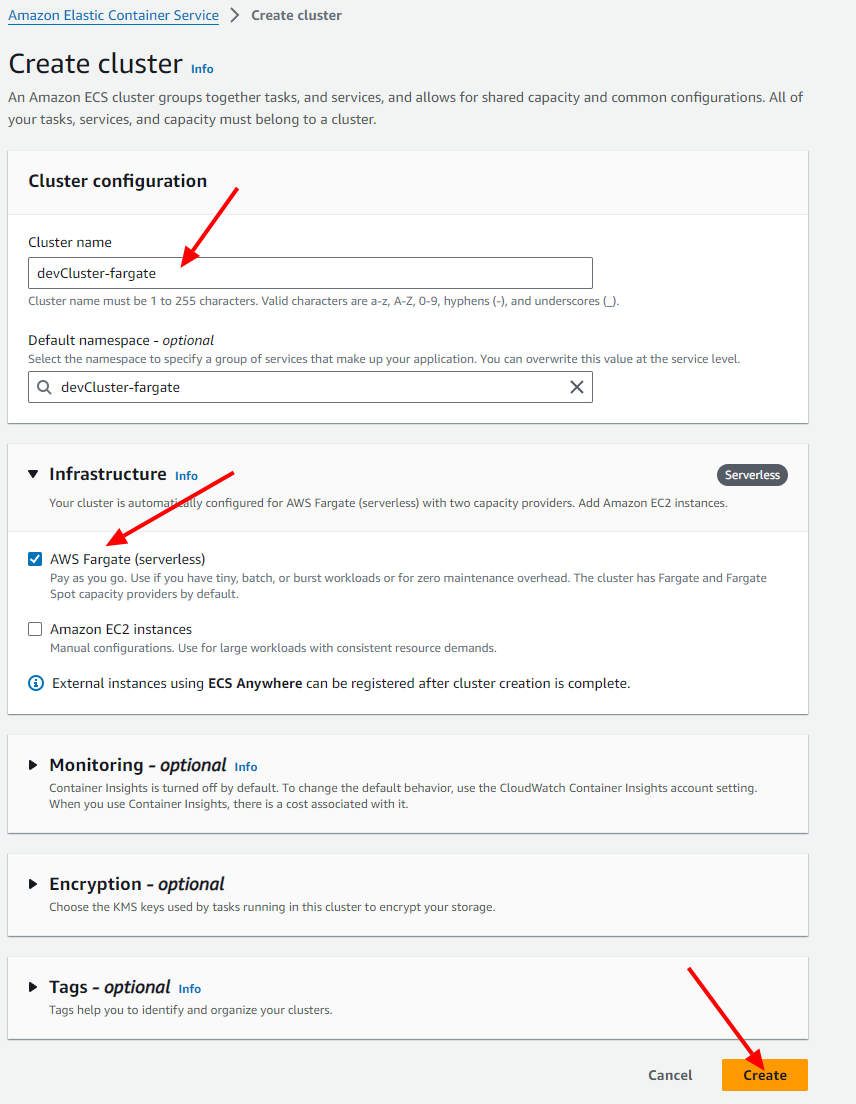 Amazon Elastic Container Service > Create cluster
Create cluster Info
An Amazon ECS cluster groups together tasks, and services, and allows for shared capacity and common configurations. All of
your tasks, services, and capacity must belong to a cluster.
Cluster configuration
Cluster name
devCluster-fargate
Cluster name must be 1 to 255 characters. Valid characters are a-z, A-Z, 0-9, hyphens (-), and underscores (_).
Default namespace - optional
Select the namespace to specify a group of services that make up your application. You can overwrite this value at the service level.
devCluster-fargate
Infrastructure Info Serverless
Your cluster is automatically configured for AWS Fargate (serverless) with two capacity providers. Add Amazon EC2 instances.
AWS Fargate (serverless)
Pay as you go. Use if you have tiny, batch, or burst workloads or for zero maintenance overhead. The cluster has Fargate and Fargate
Spot capacity providers by default.
Amazon EC2 instances
Manual configurations. Use for large workloads with consistent resource demands.
External instances using ECS Anywhere can be registered after cluster creation is complete.
Monitoring - optional Info
Container Insights is turned off by default. To change the default behavior, use the CloudWatch Container Insights account setting.
When you use Container Insights, there is a cost associated with it.
Encryption - optional
Choose the KMS keys used by tasks running in this cluster to encrypt your storage.
Tags - optional Info
Tags help you to identify and organize your clusters.
Cancel Create